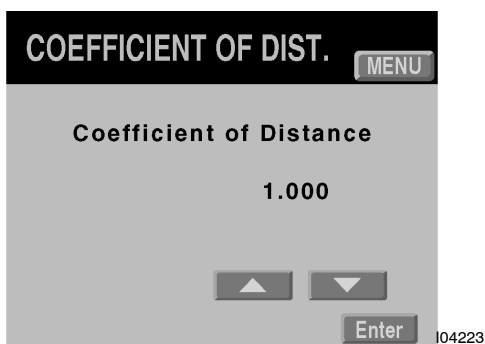 COEFFICIENT OF DIST.
MENU
Coefficient of Distance
1.000
Enter
I04223